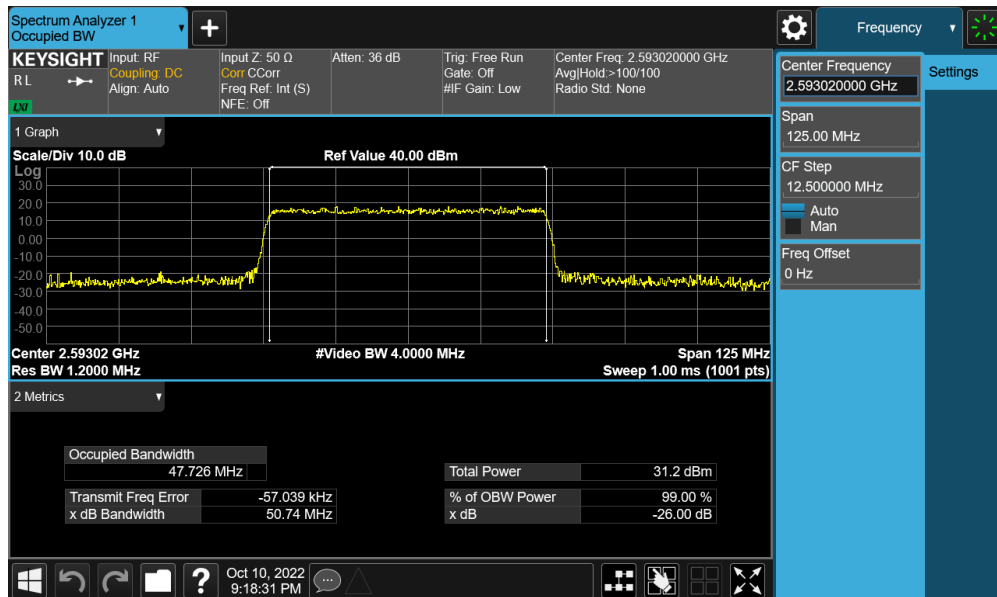 Spectrum Analyzer 1
Occupied BW
Frequency
KEYSIGHT
R L
LXI
Input: RF
Coupling: DC
Align: Auto
Input Z: 50 Ω
Corr CCorr
Freq Ref: Int (S)
NFE: Off
Atten: 36 dB
Trig: Free Run
Gate: Off
#IF Gain: Low
Center Freq: 2.593020000 GHz
Avg|Hold:>100/100
Radio Std: None
Center Frequency
2.593020000 GHz
Settings
Span
125.00 MHz
CF Step
12.500000 MHz
Auto
Man
Freq Offset
0 Hz
1 Graph
Scale/Div 10.0 dB
Ref Value 40.00 dBm
Log
30.0
20.0
10.0
0.00
-10.0
-20.0
-30.0
-40.0
-50.0
Center 2.59302 GHz
#Video BW 4.0000 MHz
Span 125 MHz
Res BW 1.2000 MHz
Sweep 1.00 ms (1001 pts)
2 Metrics
Occupied Bandwidth
47.726 MHz
Total Power 31.2 dBm
Transmit Freq Error -57.039 kHz
% of OBW Power 99.00 %
x dB Bandwidth 50.74 MHz
x dB -26.00 dB
?
Oct 10, 2022
9:18:31 PM